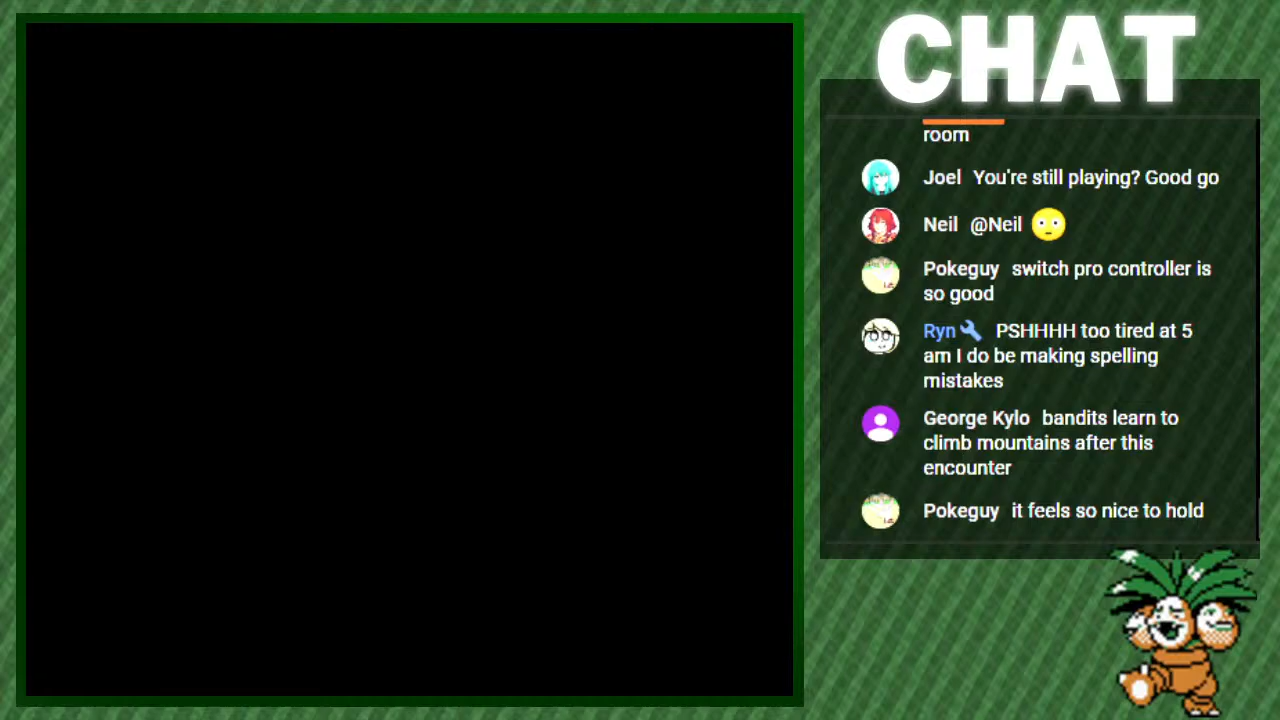 CHAT
room
Joel You're still playing? Good go
Neil @Neil
Pokeguy switch pro controller is
so good
Ryn PSHHHH too tired at 5
am I do be making spelling
mistakes
George Kylo bandits learn to
climb mountains after this
encounter
Pokeguy it feels so nice to hold